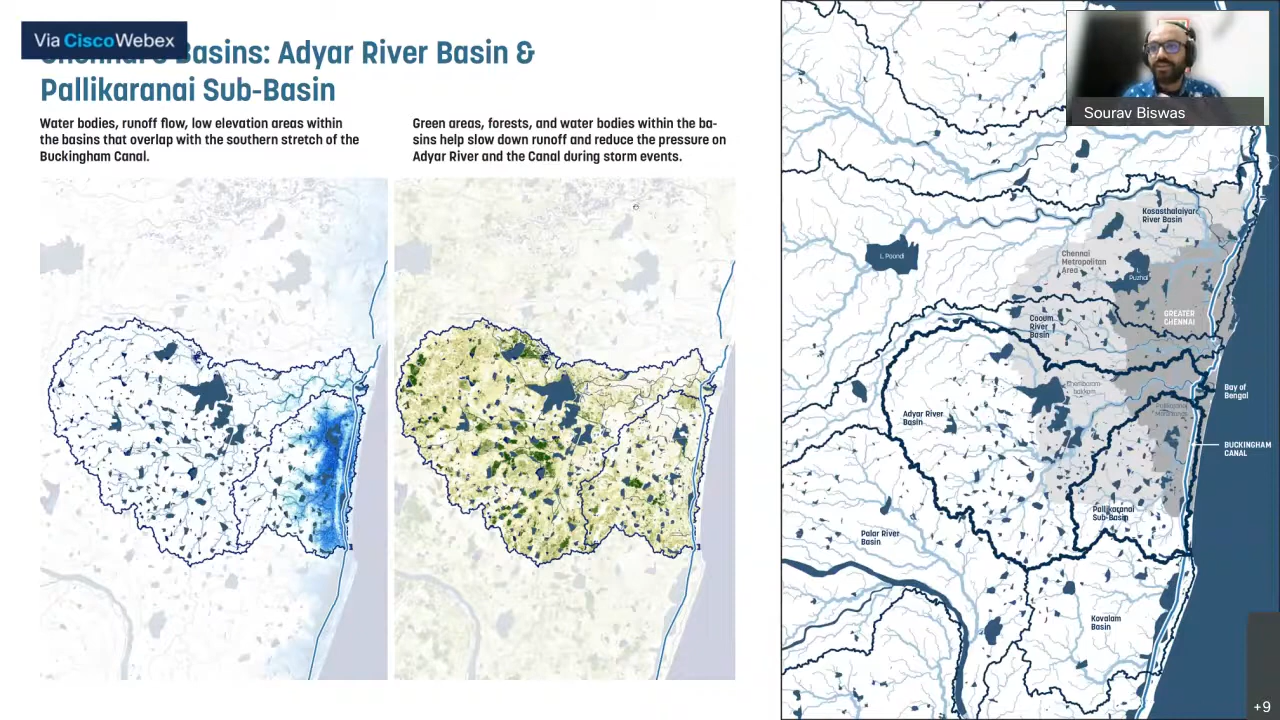 Via Cisco Webex
Basins: Adyar River Basin &
Pallikaranai Sub-Basin
Water bodies, runoff flow, low elevation areas within
the basins that overlap with the southern stretch of the
Buckingham Canal.
Green areas, forests, and water bodies within the ba-
sins help slow down runoff and reduce the pressure on
Adyar River and the Canal during storm events.
Sourav Biswas
Kosasthalaiyar
River Basin
L. Poondi
Chennai
Metropolitan
Area
L.
Puzhal
GREATER
CHENNAI
Cooum
River
Basin
Bay of
Bengal
Adyar River
Basin
BUCKINGHAM
CANAL
Pallikaranai
Sub-Basin
Palar River
Basin
Kovalam
Basin
+9